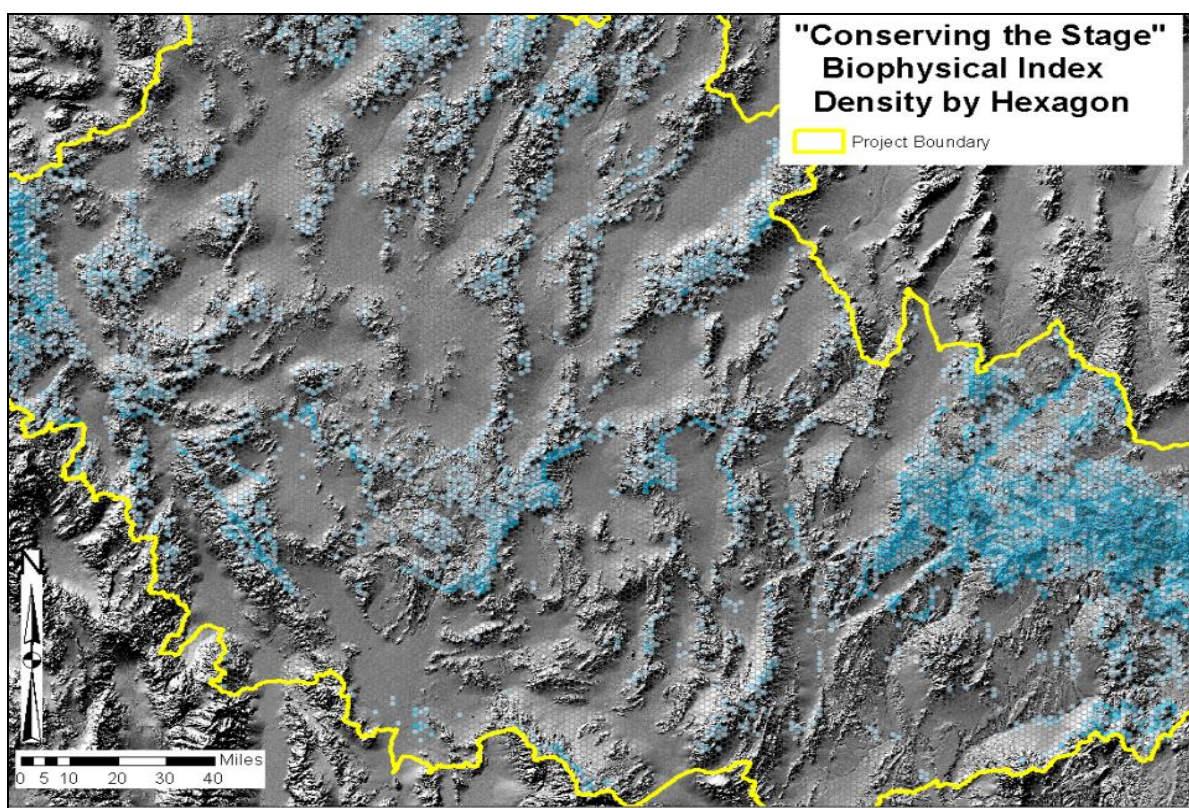 "Conserving the Stage"
Biophysical Index
Density by Hexagon
Project Boundary
N
Miles
0 5 10 20 30 40